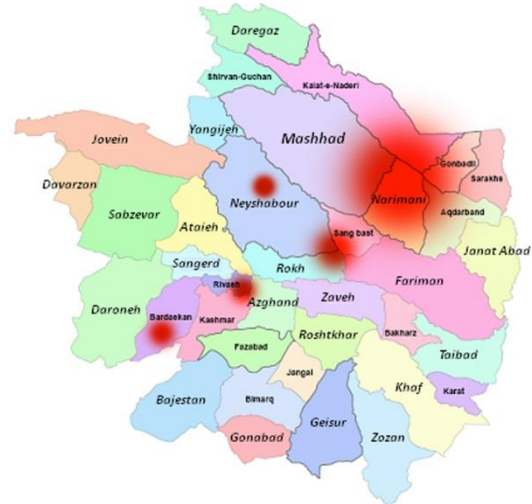 Daregaz
Shirvan-Guchan
Kalat-e-Naderi
Yangijeh
Mashhad
Jovein
Gonbadli
Davarzan
Neyshabour
Narimani
Sarakhs
Sabzevar
Ataieh
Aqdarband
Sang bast
Janat Abad
Sangerd
Rokh
Daroneh
Rivash
Fariman
Bardaskan
Kashmar
Azghand
Zaveh
Roshtkhar
Bakharz
Fazabad
Taibad
Jangal
Khaf
Bajestan
Bimarq
Karat
Gonabad
Geisur
Zozan